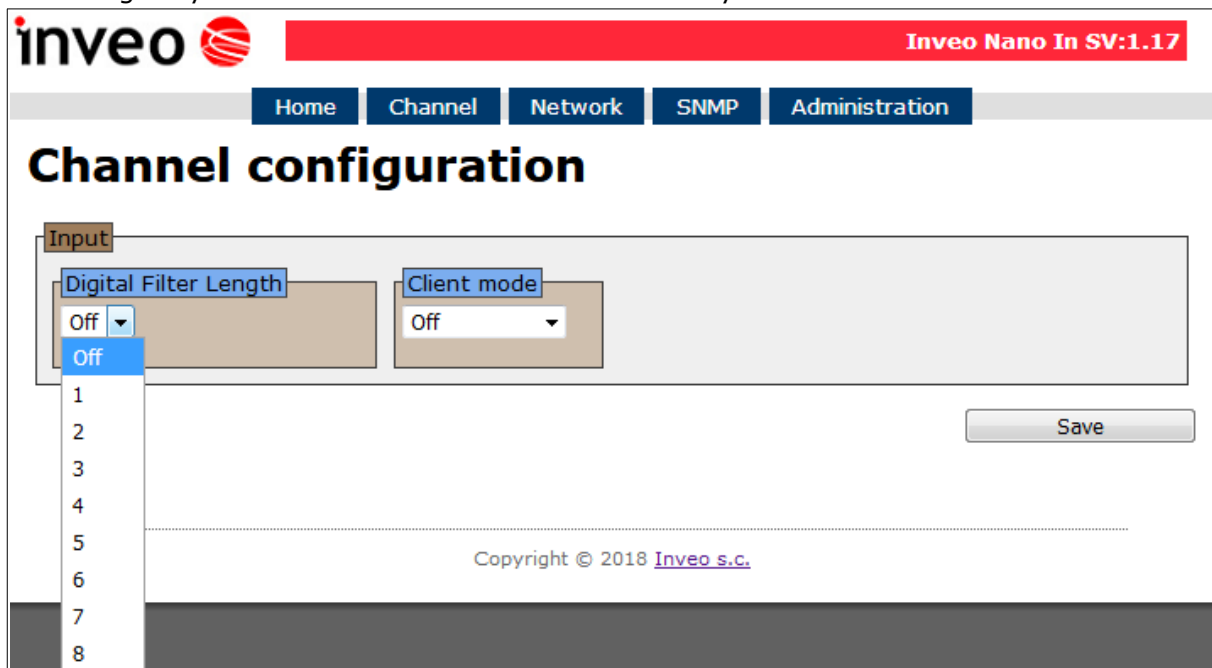 inveo
Inveo Nano In SV:1.17
Home Channel Network SNMP Administration
Channel configuration
Input
Digital Filter Length Client mode
Off Off
Off
1
2
Save
3
4
5
Copyright © 2018 Inveo s.c.
6
7
8